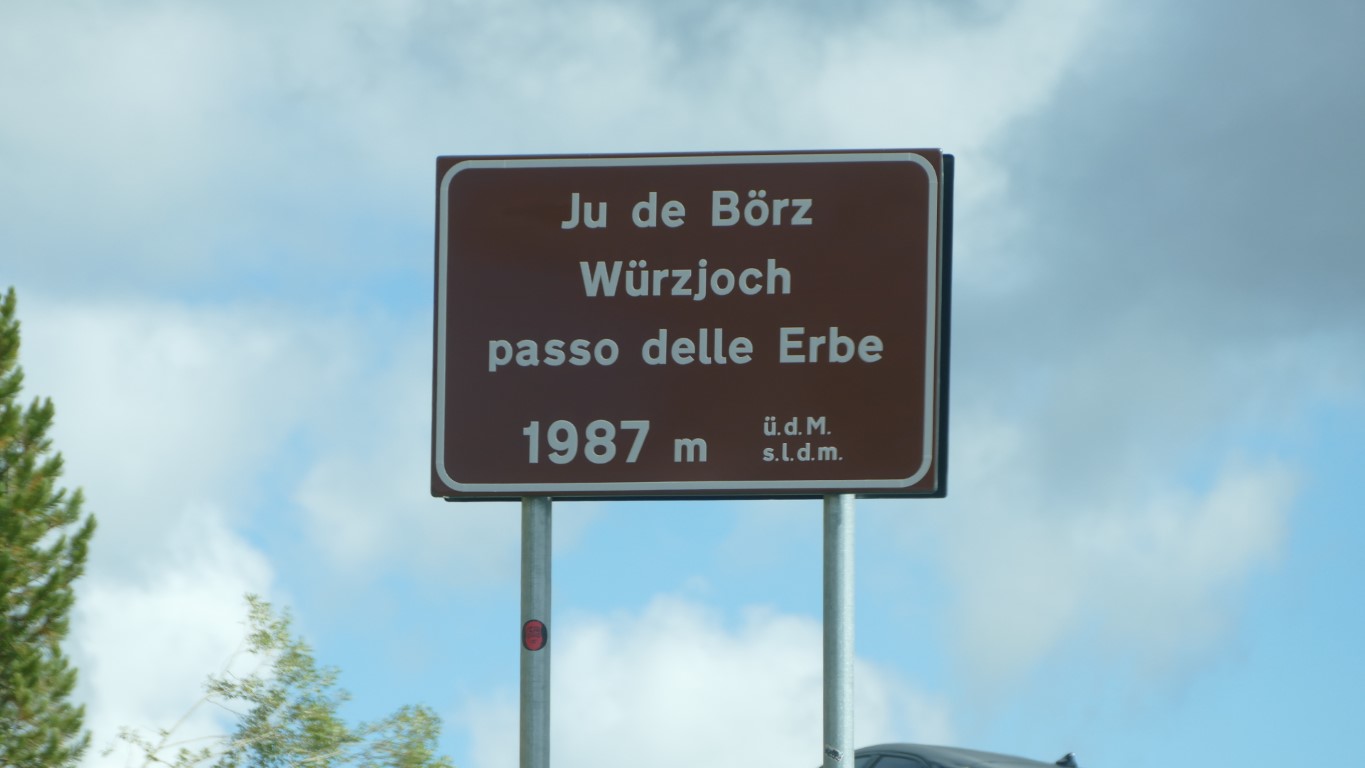 Ju de Börz
Würzjoch
passo delle Erbe
1987 m
ü.d.M.
s.l.d.m.